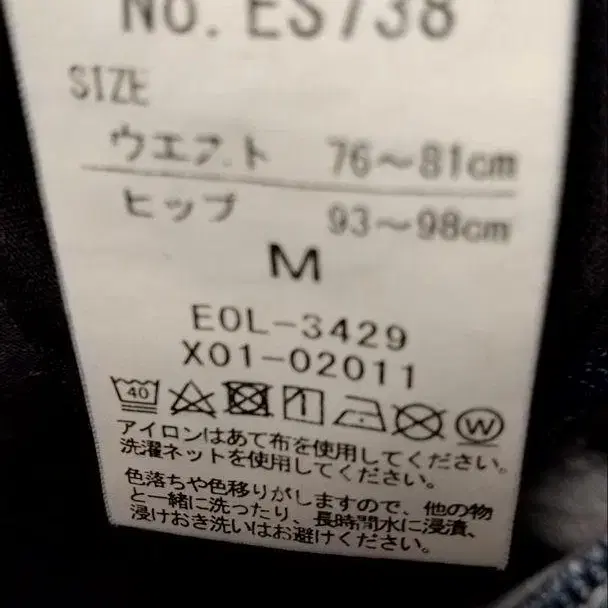 No. ES738
SIZE
ウエスト 76～81cm
ヒップ 93～98cm
M
EOL-3429
X01-02011
40 W
アイロンはあて布を使用してください。
洗濯ネットを使用してください。
色落ちや色移りがしますので、他の物
と一緒に洗ったり、長時間水に浸漬、
浸けおき洗いはお避けください。